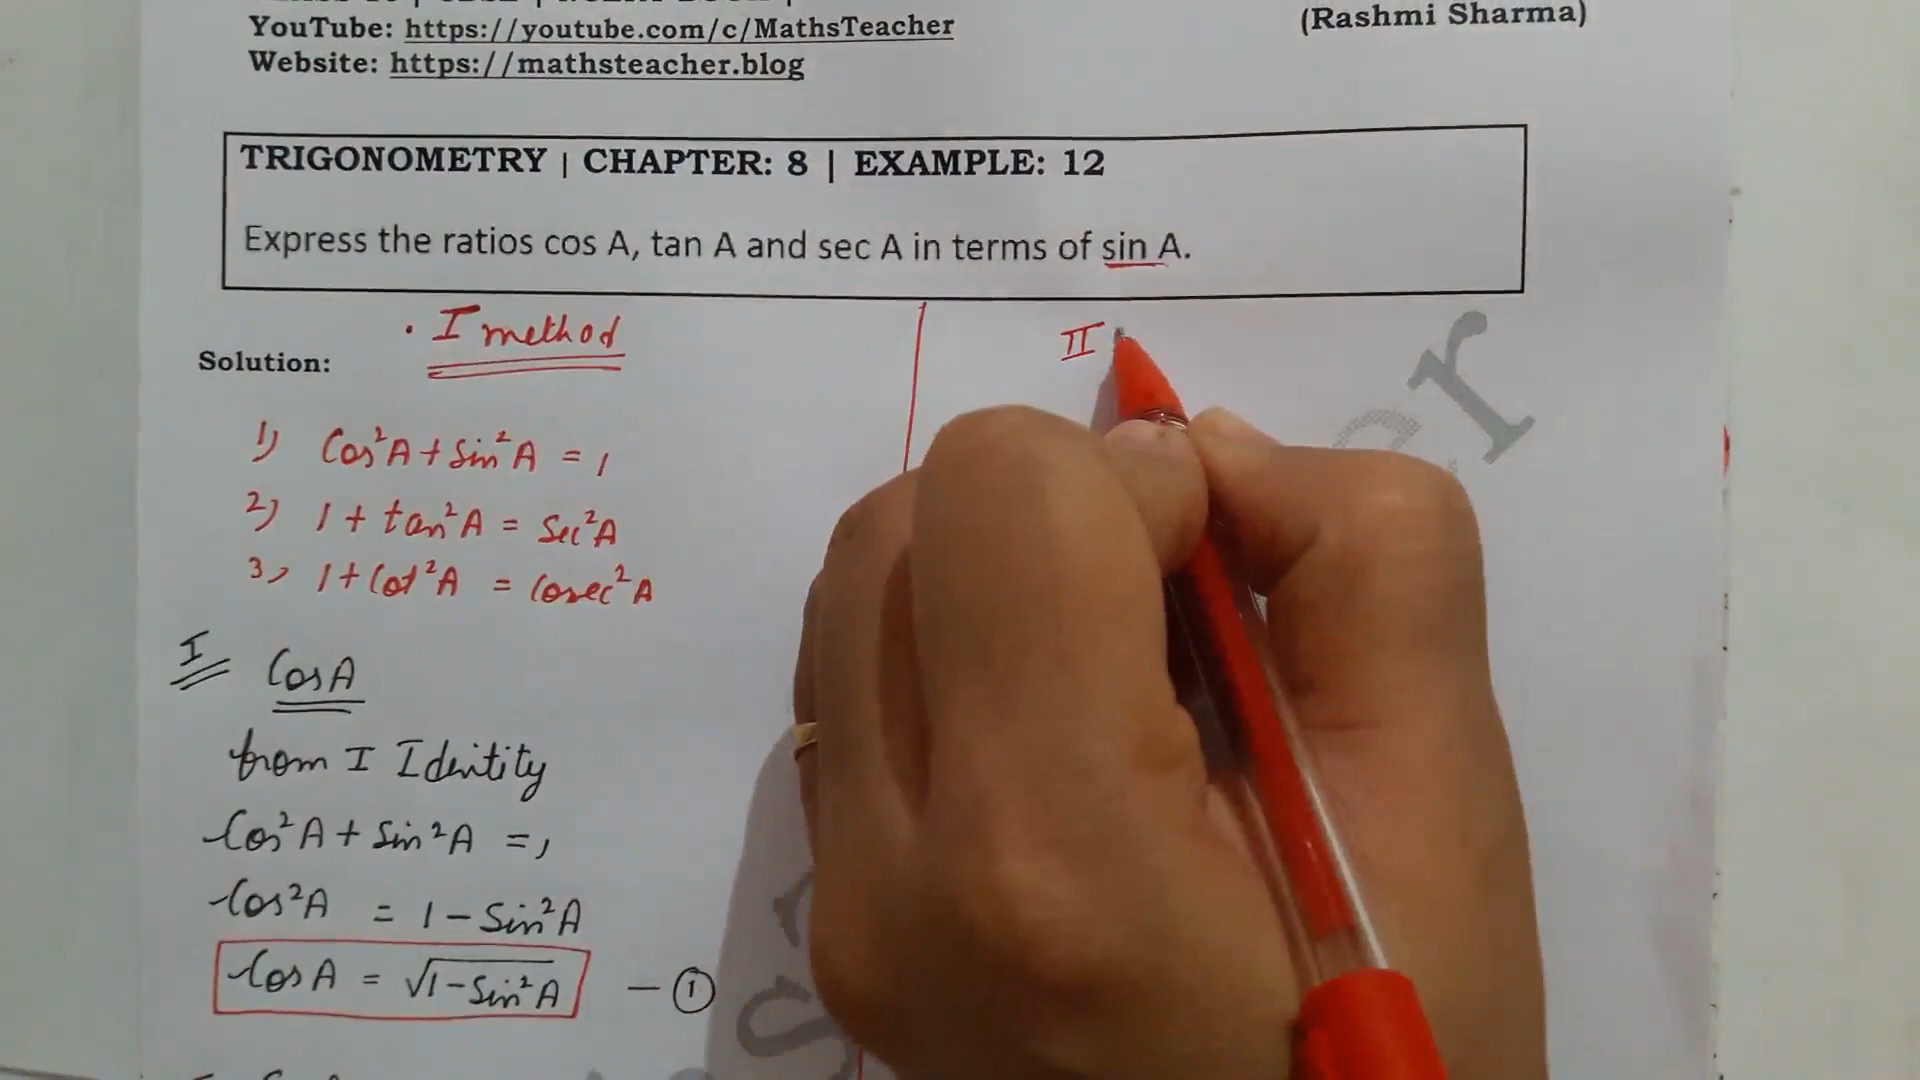 (Rashmi Sharma)
YouTube: https://youtube.com/c/MathsTeacher
Website: https://mathsteacher.blog
TRIGONOMETRY | CHAPTER: 8 | EXAMPLE: 12
Express the ratios cos A, tan A and sec A in terms of sin A.
I method
Solution:
1) Cos²A + Sin²A = 1
2) 1 + tan²A = Sec²A
3) 1 + Cot²A = Cosec²A
I CosA
from I Identity
Cos²A + Sin²A = 1
Cos²A = 1 - Sin²A
CosA = √1-Sin²A - ①
II